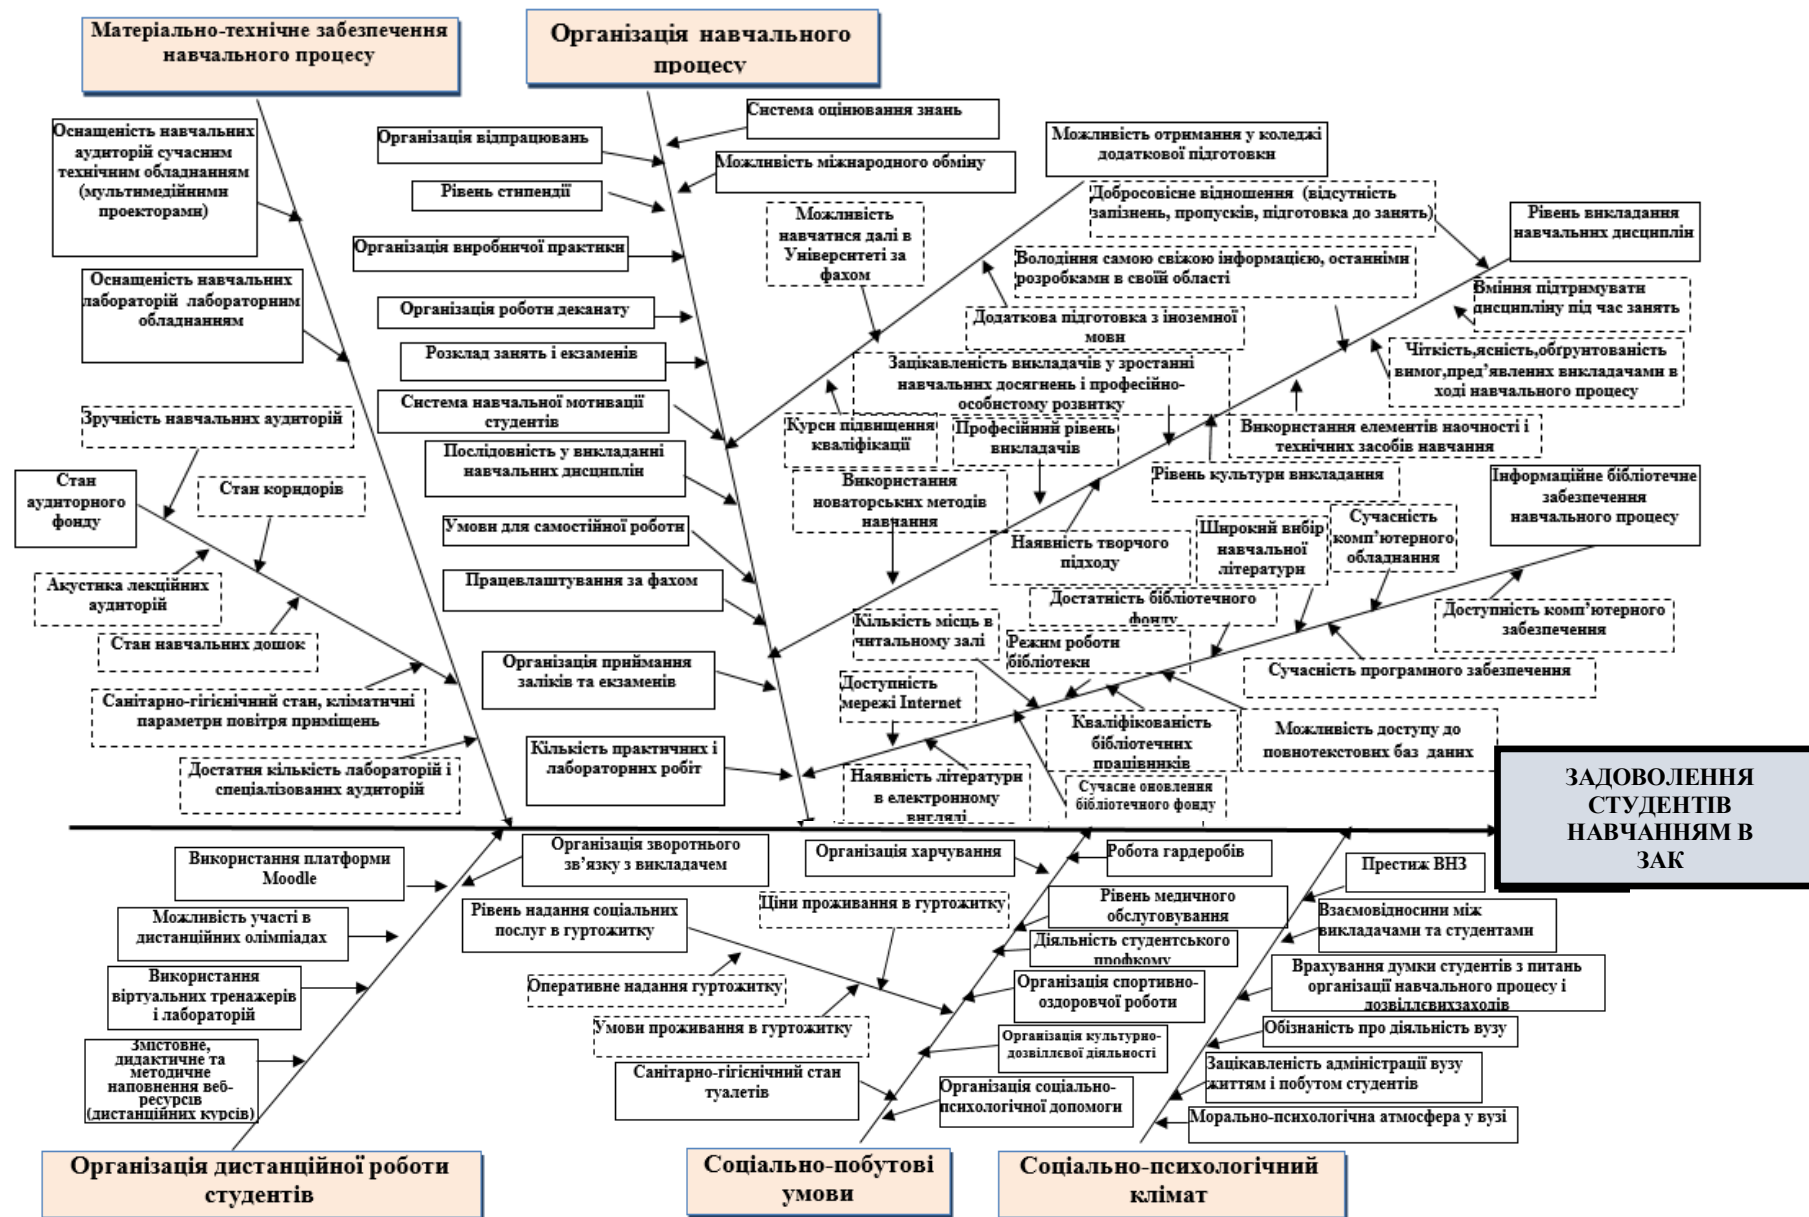 Матеріально-технічне забезпечення
навчального процесу
Організація навчального
процесу
Оснащеність навчальних
аудиторій сучасним
технічним обладнанням
(мультимедійними
проекторами)
Оснащеність навчальних
лабораторій лабораторним
обладнанням
Зручність навчальних аудиторій
Стан
аудиторного
фонду
Стан коридорів
Акустика лекційних
аудиторій
Стан навчальних дошок
Санітарно-гігієнічний стан, кліматичні
параметри повітря приміщень
Достатня кількість лабораторій і
спеціалізованих аудиторій
Організація відпрацювань
Рівень стипендії
Організація виробничої практики
Організація роботи деканату
Розклад занять і екзаменів
Система навчальної мотивації
студентів
Послідовність у викладанні
навчальних дисциплін
Умови для самостійної роботи
Працевлаштування за фахом
Організація приймання
заліків та екзаменів
Кількість практичних і
лабораторних робіт
Система оцінювання знань
Можливість міжнародного обміну
Можливість отримання у коледжі
додаткової підготовки
Можливість
навчатися далі в
Університеті за
фахом
Додаткова підготовка з іноземної
мови
Курси підвищення
кваліфікації
Добросовісне відношення (відсутність
запізнень, пропусків, підготовка до занять)
Рівень викладання
навчальних дисциплін
Володіння самою свіжою інформацією, останніми
розробками в своїй області
Вміння підтримувати
дисципліну під час занять
Зацікавленість викладачів у зростанні
навчальних досягнень і професійно-
особистому розвитку
Чіткість,ясність,обґрунтованість
вимог,пред’явлених викладачами в
ході навчального процесу
Професійний рівень
викладачів
Використання елементів наочності і
технічних засобів навчання
Використання
новаторських методів
навчання
Рівень культури викладання
Наявність творчого
підходу
Інформаційне бібліотечне
забезпечення
навчального процесу
Широкий вибір
навчальної
літератури
Сучасність
комп’ютерного
обладнання
Достатність бібліотечного
фонду
Доступність комп’ютерного
забезпечення
Кількість місць в
читальному залі
Режим роботи
бібліотеки
Сучасність програмного забезпечення
Доступність
мережі Internet
Кваліфікованість
бібліотечних
працівників
Можливість доступу до
повнотекстових баз даних
Наявність літератури
в електронному
вигляді
Сучасне оновлення
бібліотечного фонду
ЗАДОВОЛЕННЯ
СТУДЕНТІВ
НАВЧАННЯМ В
ЗАК
Використання платформи
Moodle
Організація зворотнього
зв’язку з викладачем
Можливість участі в
дистанційних олімпіадах
Використання
віртуальних тренажерів
і лабораторій
Змістовне,
дидактичне та
методичне
наповнення веб-
ресурсів
(дистанційних курсів)
Організація харчування
Робота гардеробів
Рівень надання соціальних
послуг в гуртожитку
Ціни проживання в гуртожитку
Рівень медичного
обслуговування
Діяльність студентського
профкому
Оперативне надання гуртожитку
Організація спортивно-
оздоровчої роботи
Умови проживання в гуртожитку
Організація культурно-
дозвіллєвої діяльності
Санітарно-гігієнічний стан
туалетів
Організація соціально-
психологічної допомоги
Престиж ВНЗ
Взаємовідносини між
викладачами та студентами
Врахування думки студентів з питань
організації навчального процесу і
дозвіллєвихзаходів
Обізнаність про діяльність вузу
Зацікавленість адміністрації вузу
життям і побутом студентів
Морально-психологічна атмосфера у вузі
Організація дистанційної роботи
студентів
Соціально-побутові
умови
Соціально-психологічний
клімат